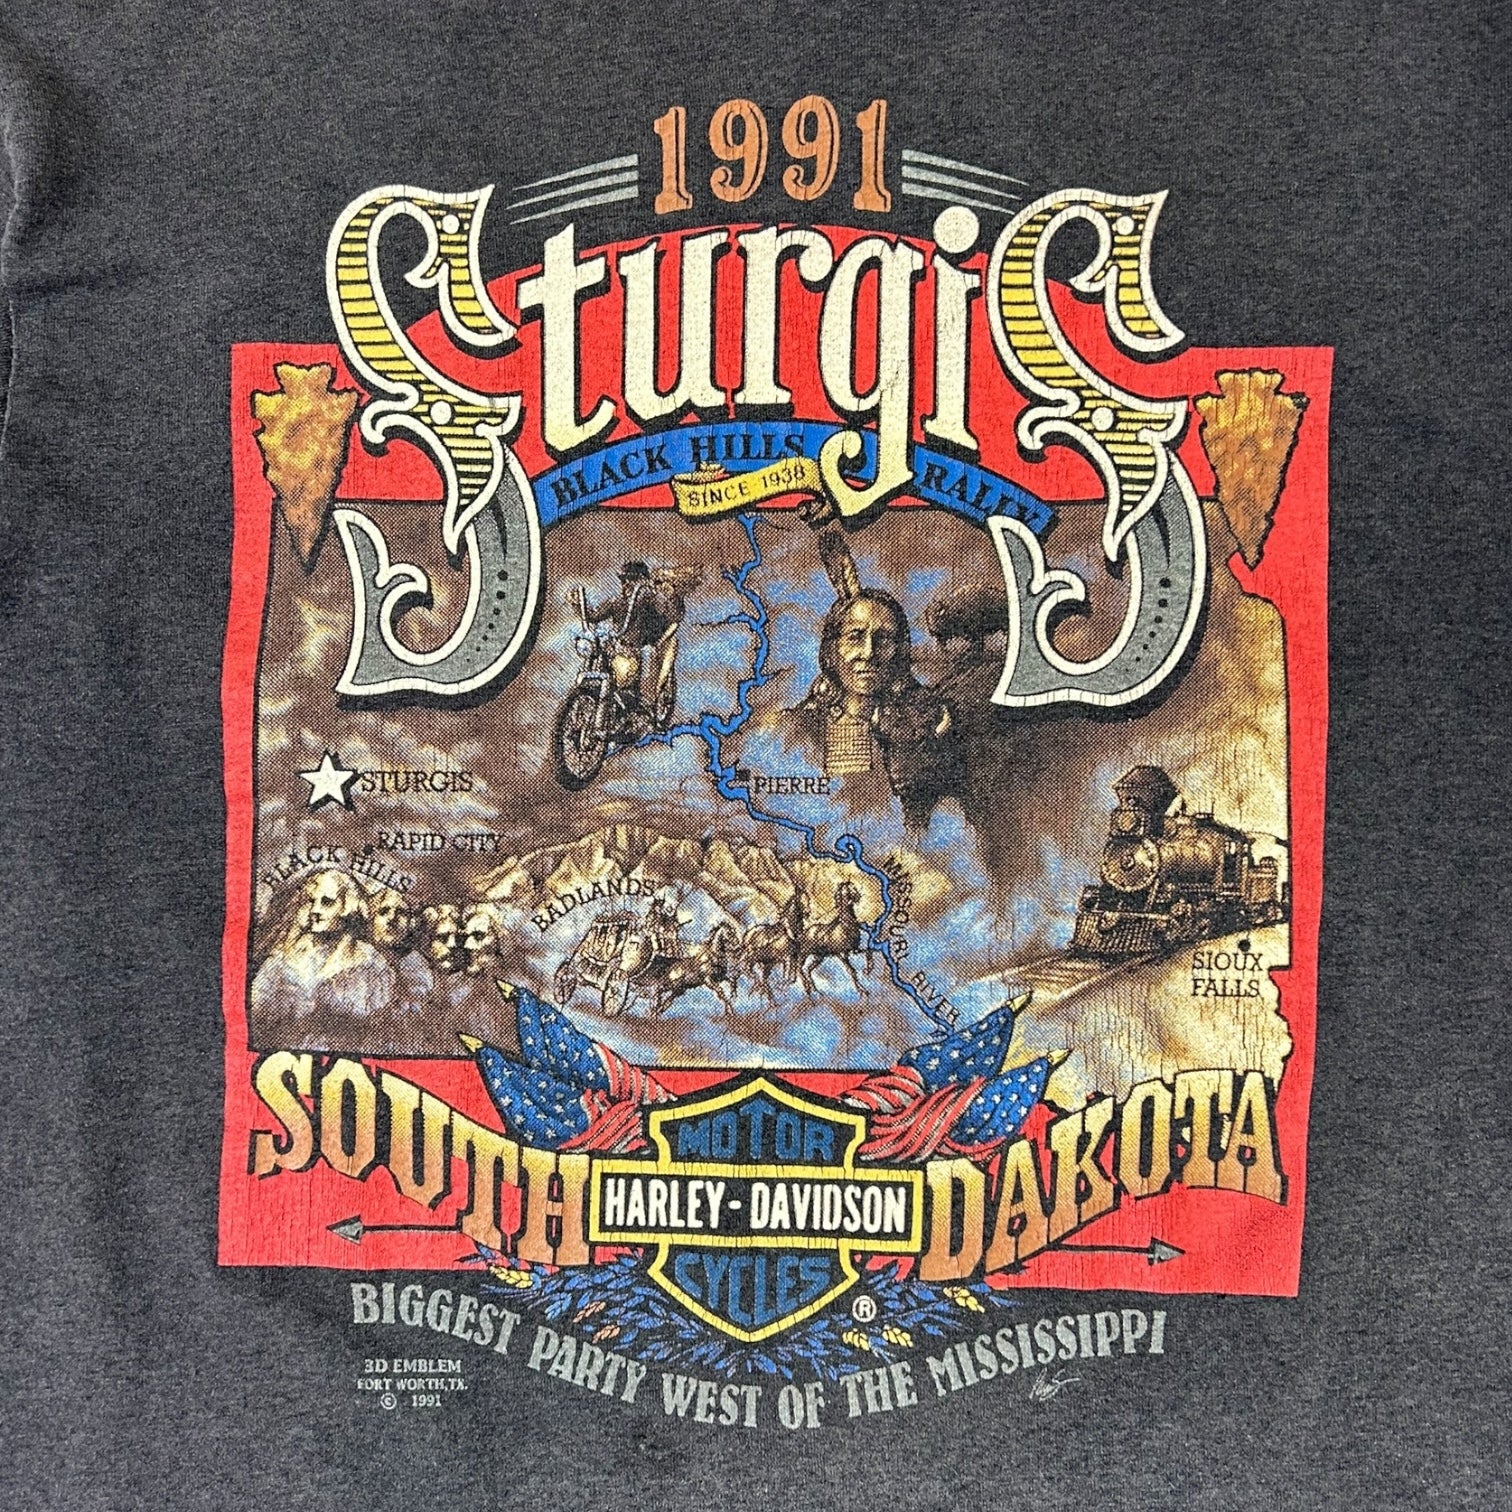 1991
SturgiS
BLACK HILLS RALLY
SINCE 1938
STURGIS
PIERRE
RAPID CITY
BLACK HILLS
BADLANDS
MISSOURI RIVER
SIOUX
FALLS
SOUTH DAKOTA
MOTOR
HARLEY-DAVIDSON
CYCLES
®
BIGGEST PARTY WEST OF THE MISSISSIPPI
3D EMBLEM
FORT WORTH, TX.
© 1991